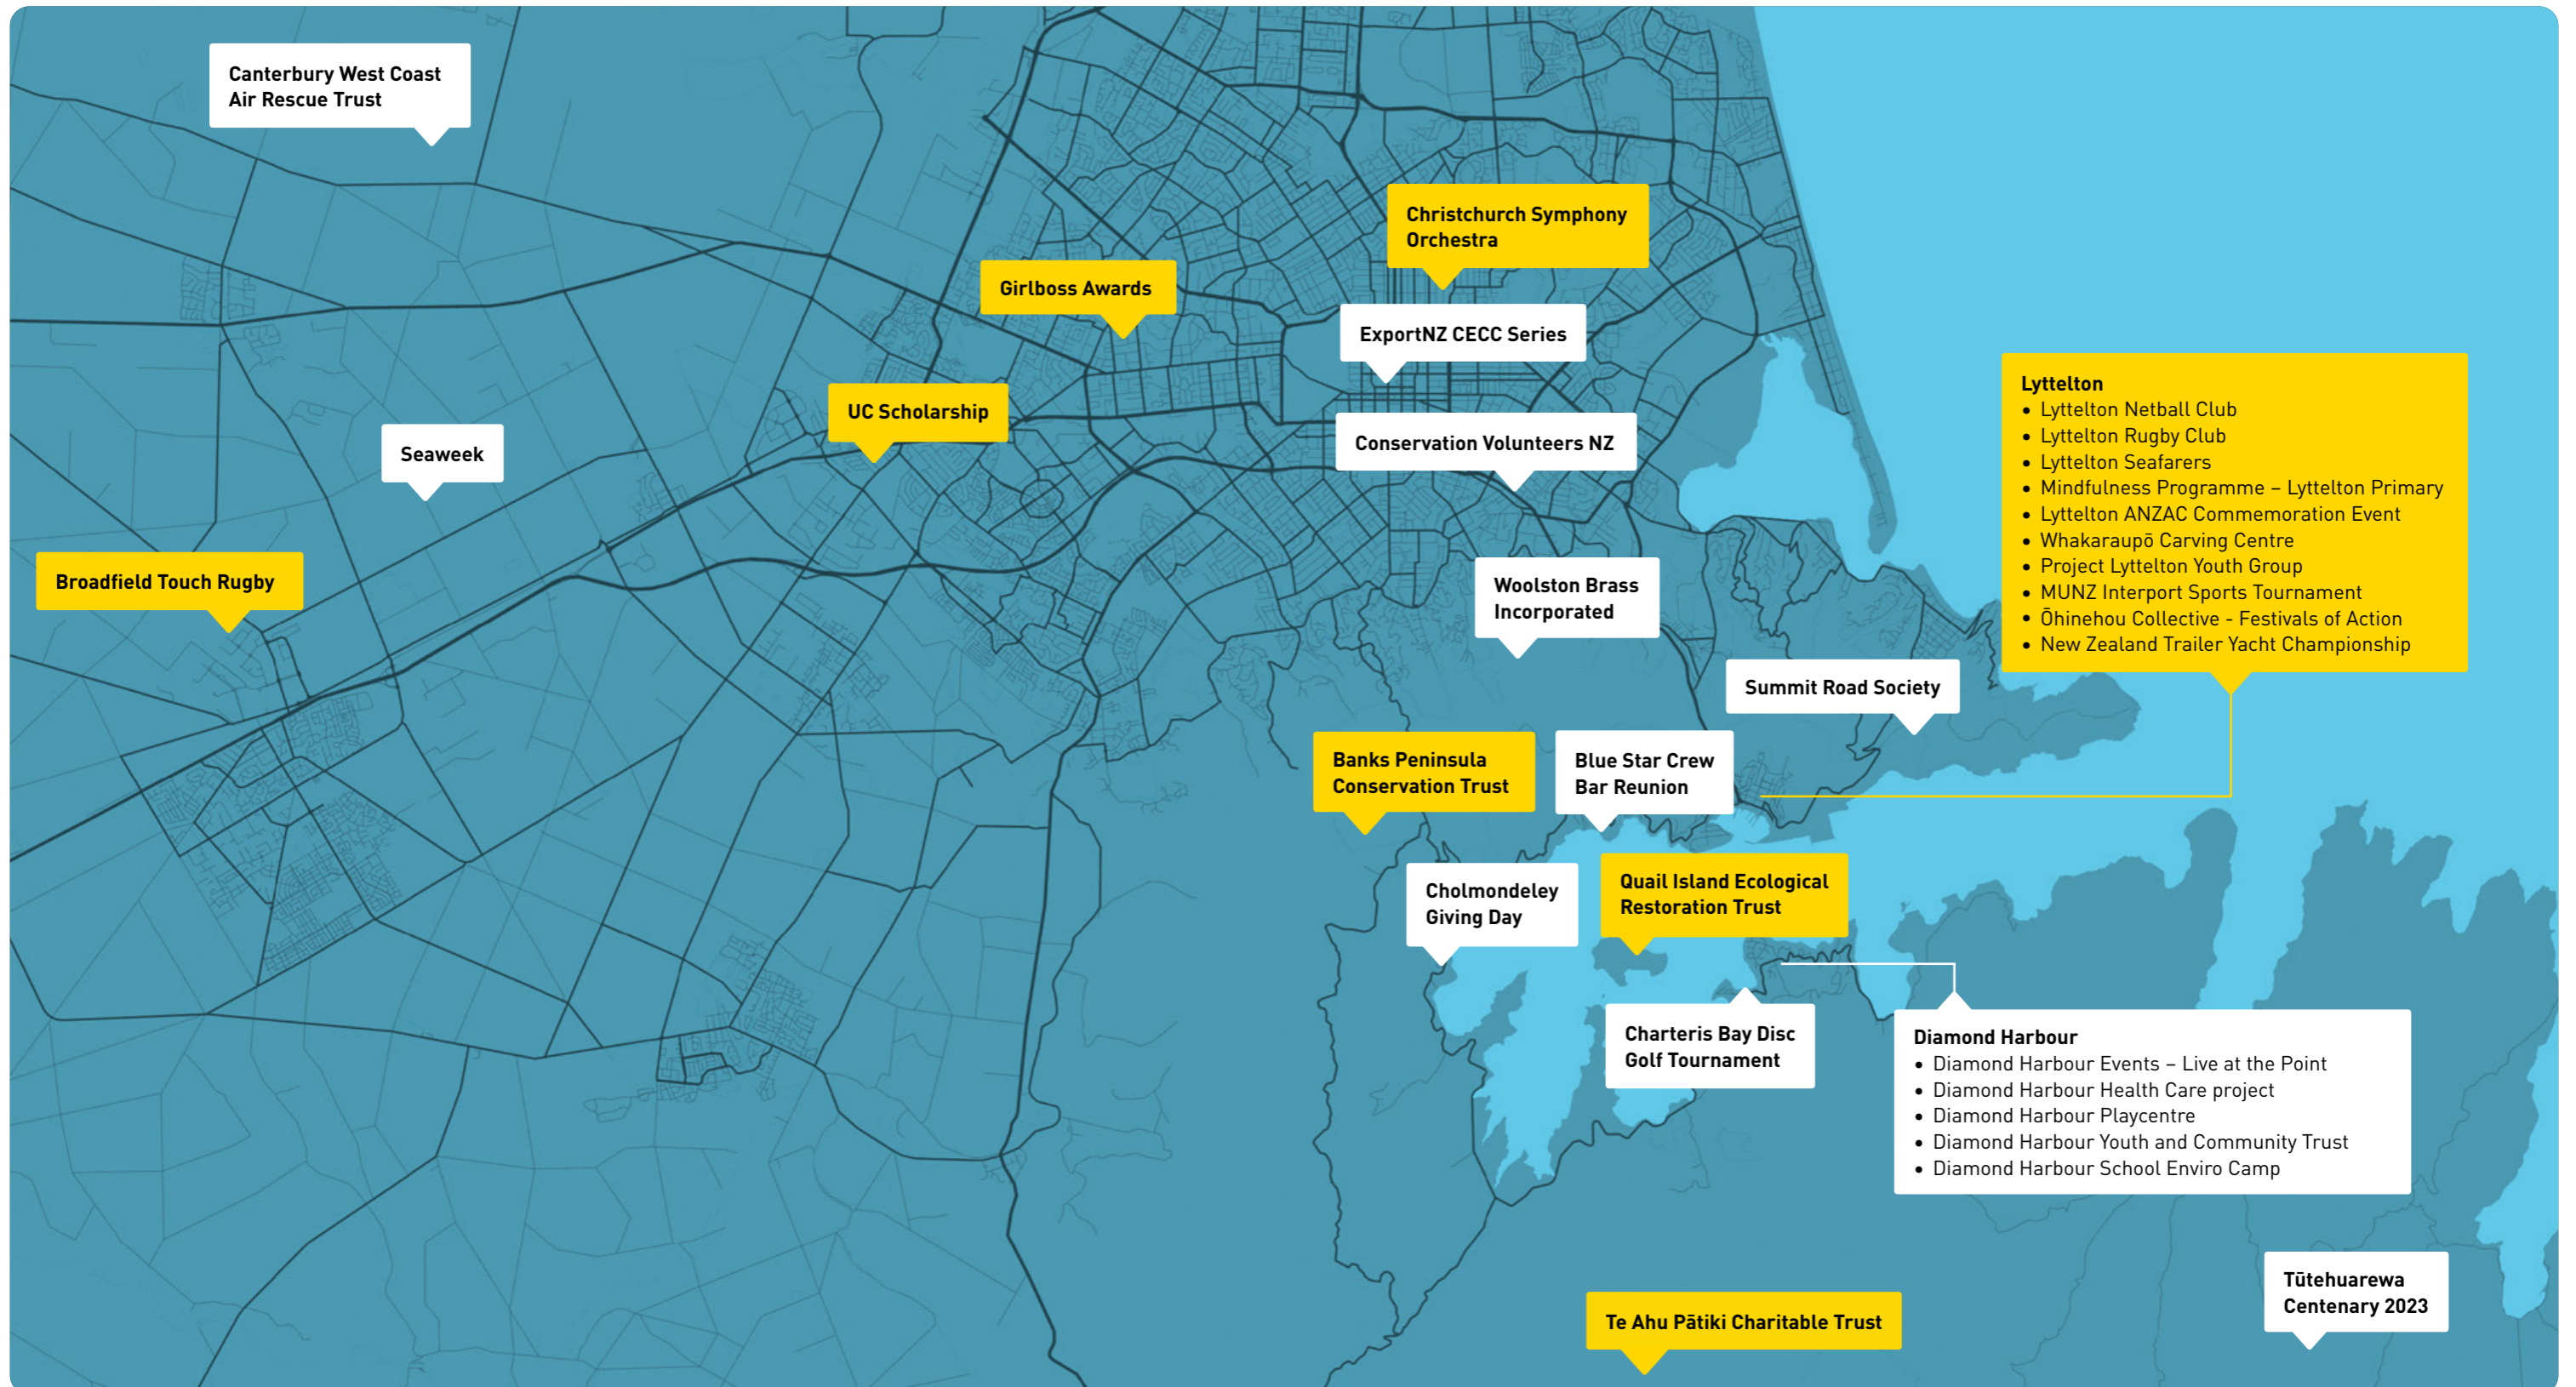 Canterbury West Coast
Air Rescue Trust
Christchurch Symphony
Orchestra
Girlboss Awards
ExportNZ CECC Series
UC Scholarship
Conservation Volunteers NZ
Seaweek
Broadfield Touch Rugby
Lyttelton
• Lyttelton Netball Club
• Lyttelton Rugby Club
• Lyttelton Seafarers
• Mindfulness Programme – Lyttelton Primary
• Lyttelton ANZAC Commemoration Event
• Whakaraupō Carving Centre
• Project Lyttelton Youth Group
• MUNZ Interport Sports Tournament
• Ōhinehou Collective - Festivals of Action
• New Zealand Trailer Yacht Championship
Woolston Brass
Incorporated
Summit Road Society
Banks Peninsula
Conservation Trust
Blue Star Crew
Bar Reunion
Cholmondeley
Giving Day
Quail Island Ecological
Restoration Trust
Charteris Bay Disc
Golf Tournament
Diamond Harbour
• Diamond Harbour Events – Live at the Point
• Diamond Harbour Health Care project
• Diamond Harbour Playcentre
• Diamond Harbour Youth and Community Trust
• Diamond Harbour School Enviro Camp
Tūtehuarewa
Centenary 2023
Te Ahu Pātiki Charitable Trust